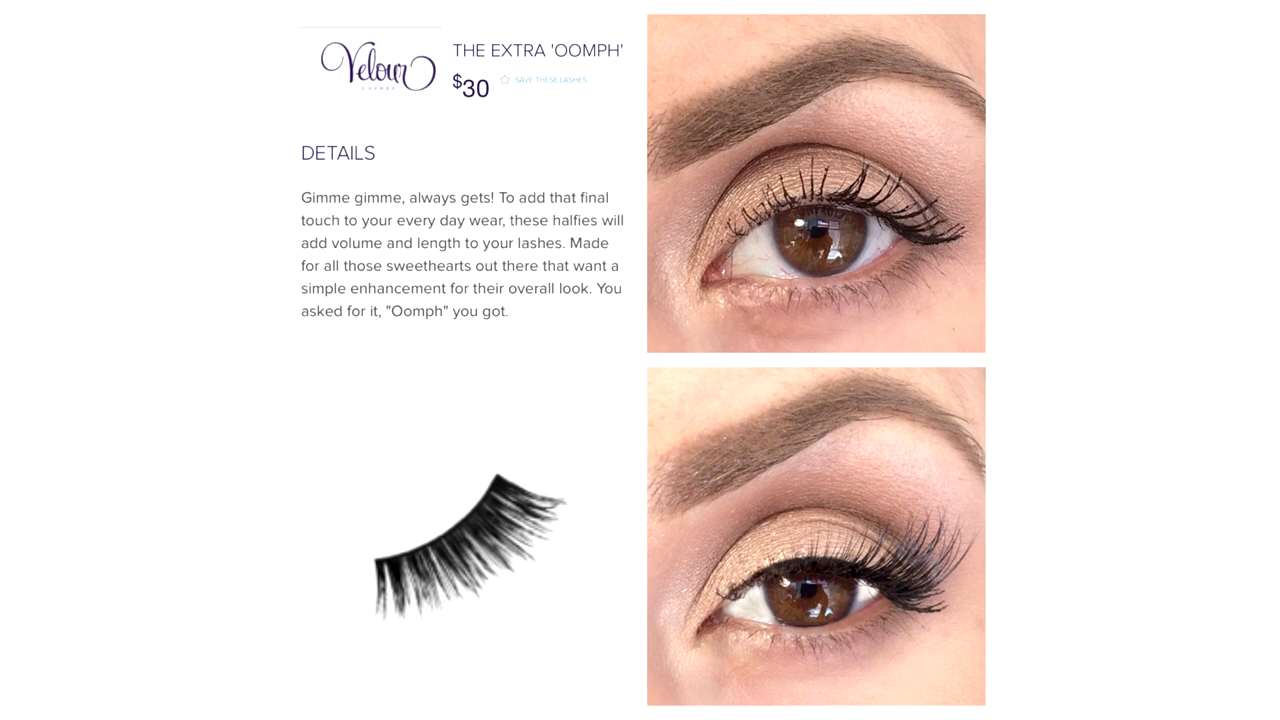 Velour
LASHES
THE EXTRA 'OOMPH'
$30
SAVE THESE LASHES
DETAILS
Gimme gimme, always gets! To add that final
touch to your every day wear, these halfies will
add volume and length to your lashes. Made
for all those sweethearts out there that want a
simple enhancement for their overall look. You
asked for it, "Oomph" you got.